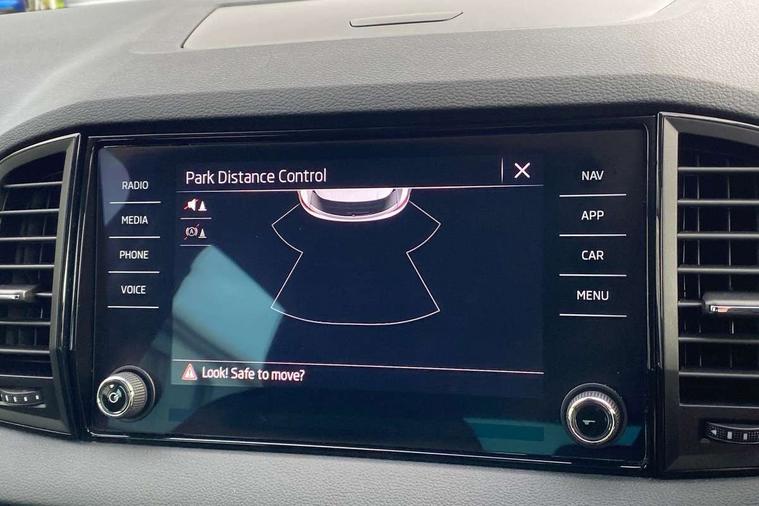 Park Distance Control
RADIO
MEDIA
PHONE
VOICE
NAV
APP
CAR
MENU
Look! Safe to move?